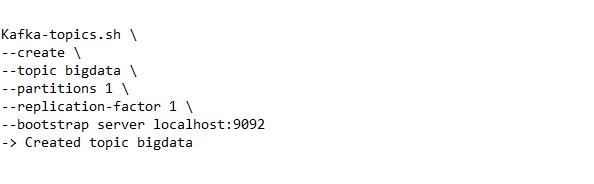 Kafka-topics.sh \
--create \
--topic bigdata \
--partitions 1 \
--replication-factor 1 \
--bootstrap server localhost:9092
-> Created topic bigdata